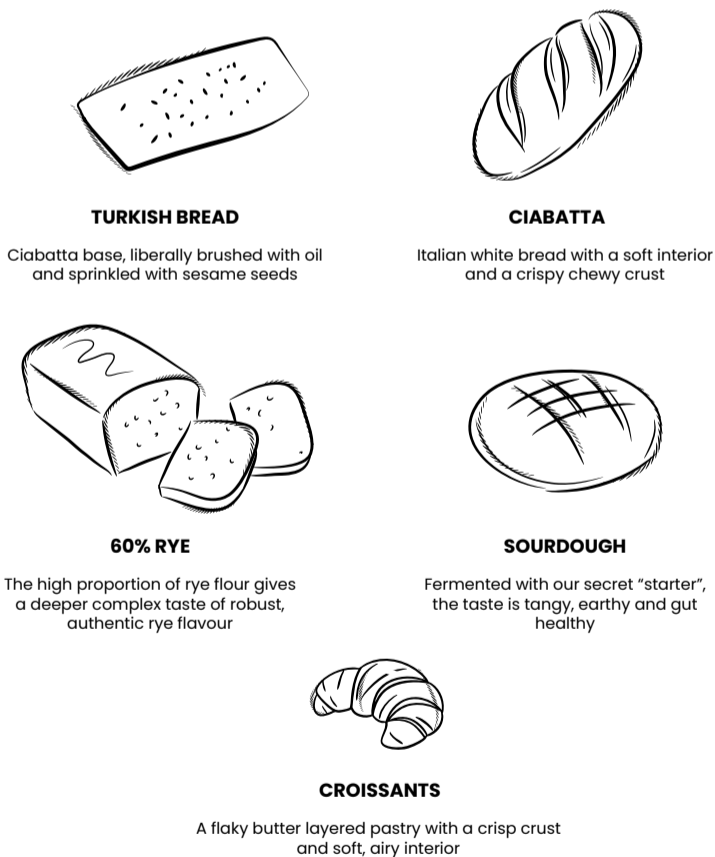 TURKISH BREAD
Ciabatta base, liberally brushed with oil
and sprinkled with sesame seeds
CIABATTA
Italian white bread with a soft interior
and a crispy chewy crust
60% RYE
The high proportion of rye flour gives
a deeper complex taste of robust,
authentic rye flavour
SOURDOUGH
Fermented with our secret “starter”,
the taste is tangy, earthy and gut
healthy
CROISSANTS
A flaky butter layered pastry with a crisp crust
and soft, airy interior